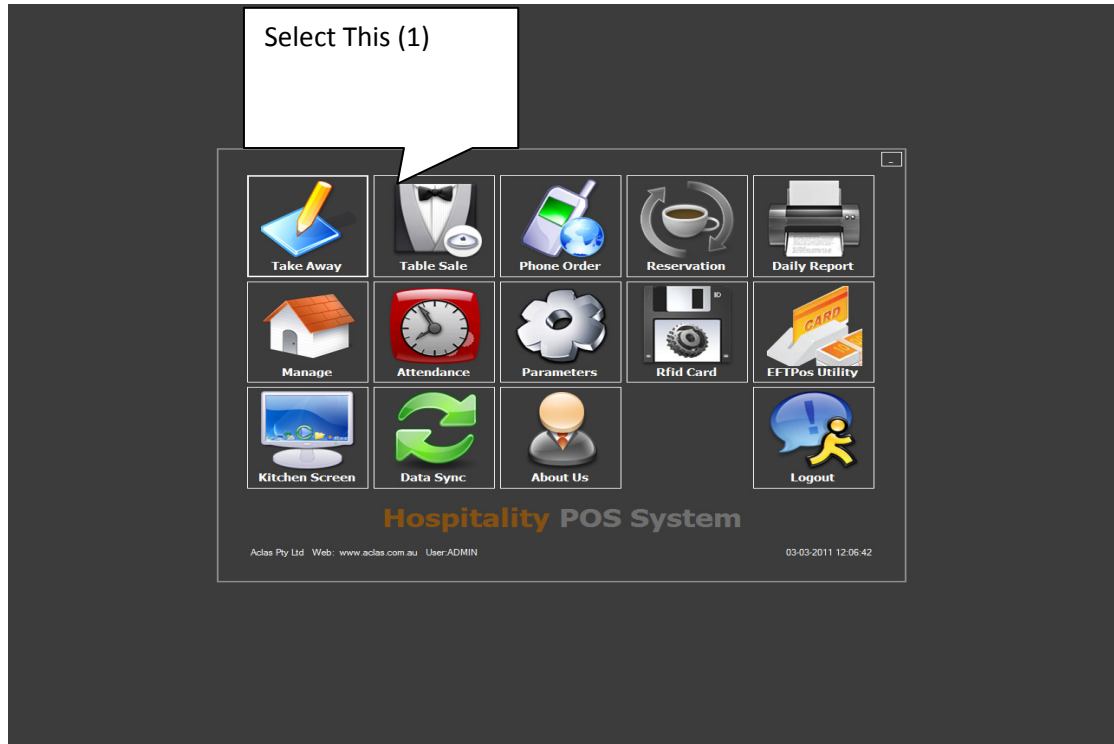 Select This (1)
-
Take Away
Table Sale
Phone Order
Reservation
Daily Report
CARD
Manage
Attendance
Parameters
Rfid Card
EFTPos Utility
Kitchen Screen
Data Sync
About Us
Logout
Hospitality POS System
Aclas Pty Ltd Web: www.aclas.com.au User:ADMIN
03-03-2011 12:06:42